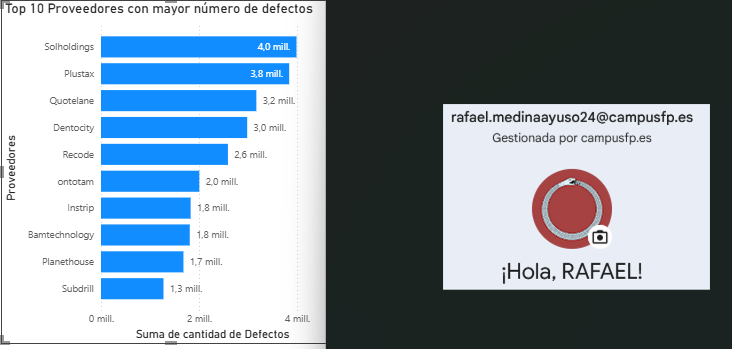 Top 10 Proveedores con mayor número de defectos
Proveedores
Solholdings 4,0 mill.
Plustax 3,8 mill.
Quotelane 3,2 mill.
Dentocity 3,0 mill.
Recode 2,6 mill.
ontotam 2,0 mill.
Instrip 1,8 mill.
Bamtechnology 1,8 mill.
Planethouse 1,7 mill.
Subdrill 1,3 mill.
0 mill. 2 mill. 4 mill.
Suma de cantidad de Defectos
rafael.medinaayuso24@campusfp.es
Gestionada por campusfp.es
¡Hola, RAFAEL!